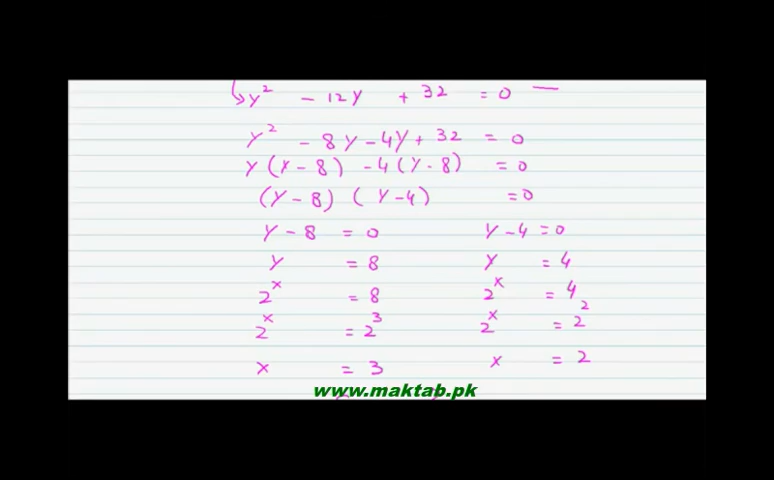 ↳ y² - 12y + 32 = 0 —
y² - 8y - 4y + 32 = 0
y (y - 8) - 4 (y - 8) = 0
(y - 8) (y - 4) = 0
y - 8 = 0 y - 4 = 0
y = 8 y = 4
2ˣ = 8 2ˣ = 4
2ˣ = 2³ 2ˣ = 2²
x = 3 x = 2
www.maktab.pk